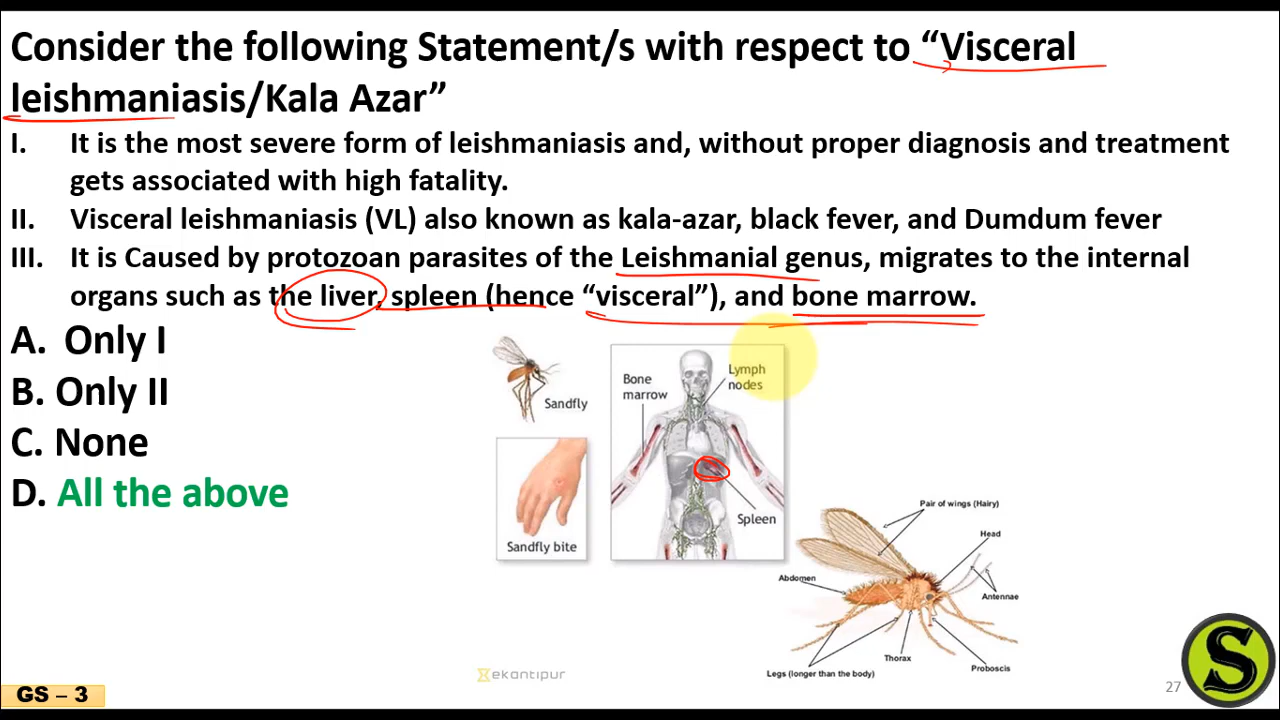 Consider the following Statement/s with respect to “Visceral
leishmaniasis/Kala Azar”
I. It is the most severe form of leishmaniasis and, without proper diagnosis and treatment
gets associated with high fatality.
II. Visceral leishmaniasis (VL) also known as kala-azar, black fever, and Dumdum fever
III. It is Caused by protozoan parasites of the Leishmanial genus, migrates to the internal
organs such as the liver, spleen (hence “visceral”), and bone marrow.
A. Only I
B. Only II
C. None
D. All the above
Sandfly
Sandfly bite
Bone
marrow
Lymph
nodes
Spleen
Pair of wings (Hairy)
Head
Antennae
Abdomen
Thorax
Proboscis
Legs (longer than the body)
ekantipur
GS – 3
27
S